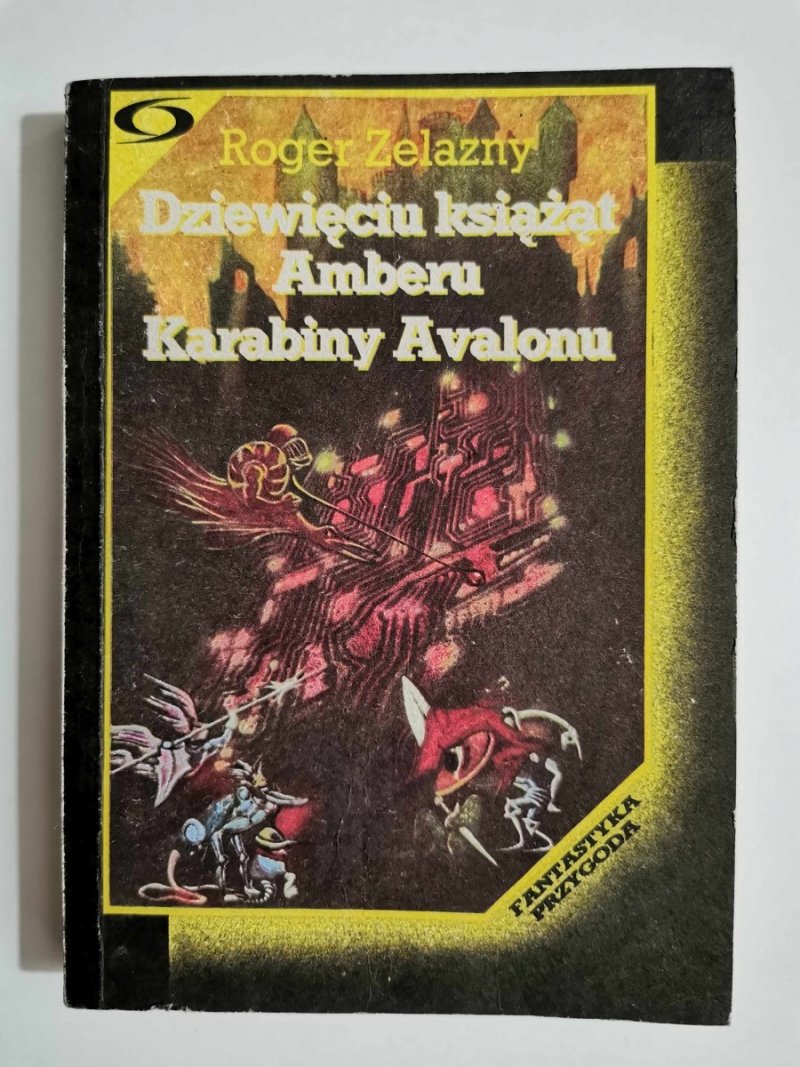 Roger Zelazny
Dziewięciu książąt
Amberu
Karabiny Avalonu
FANTASTYKA
PRZYGODA